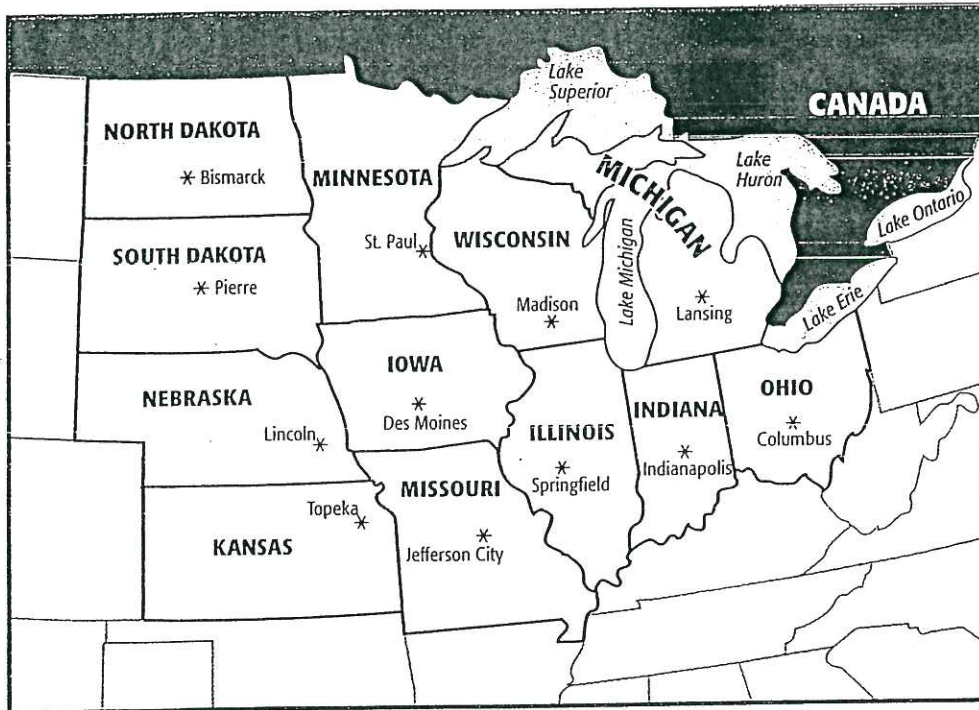 Lake
Superior
CANADA
NORTH DAKOTA
Bismarck
MINNESOTA
MICHIGAN
Lake
Huron
Lake Ontario
St. Paul
WISCONSIN
SOUTH DAKOTA
Pierre
Lake Michigan
Madison
Lansing
Lake Erie
IOWA
Des Moines
NEBRASKA
Lincoln
ILLINOIS
Springfield
INDIANA
Indianapolis
OHIO
Columbus
Topeka
KANSAS
MISSOURI
Jefferson City